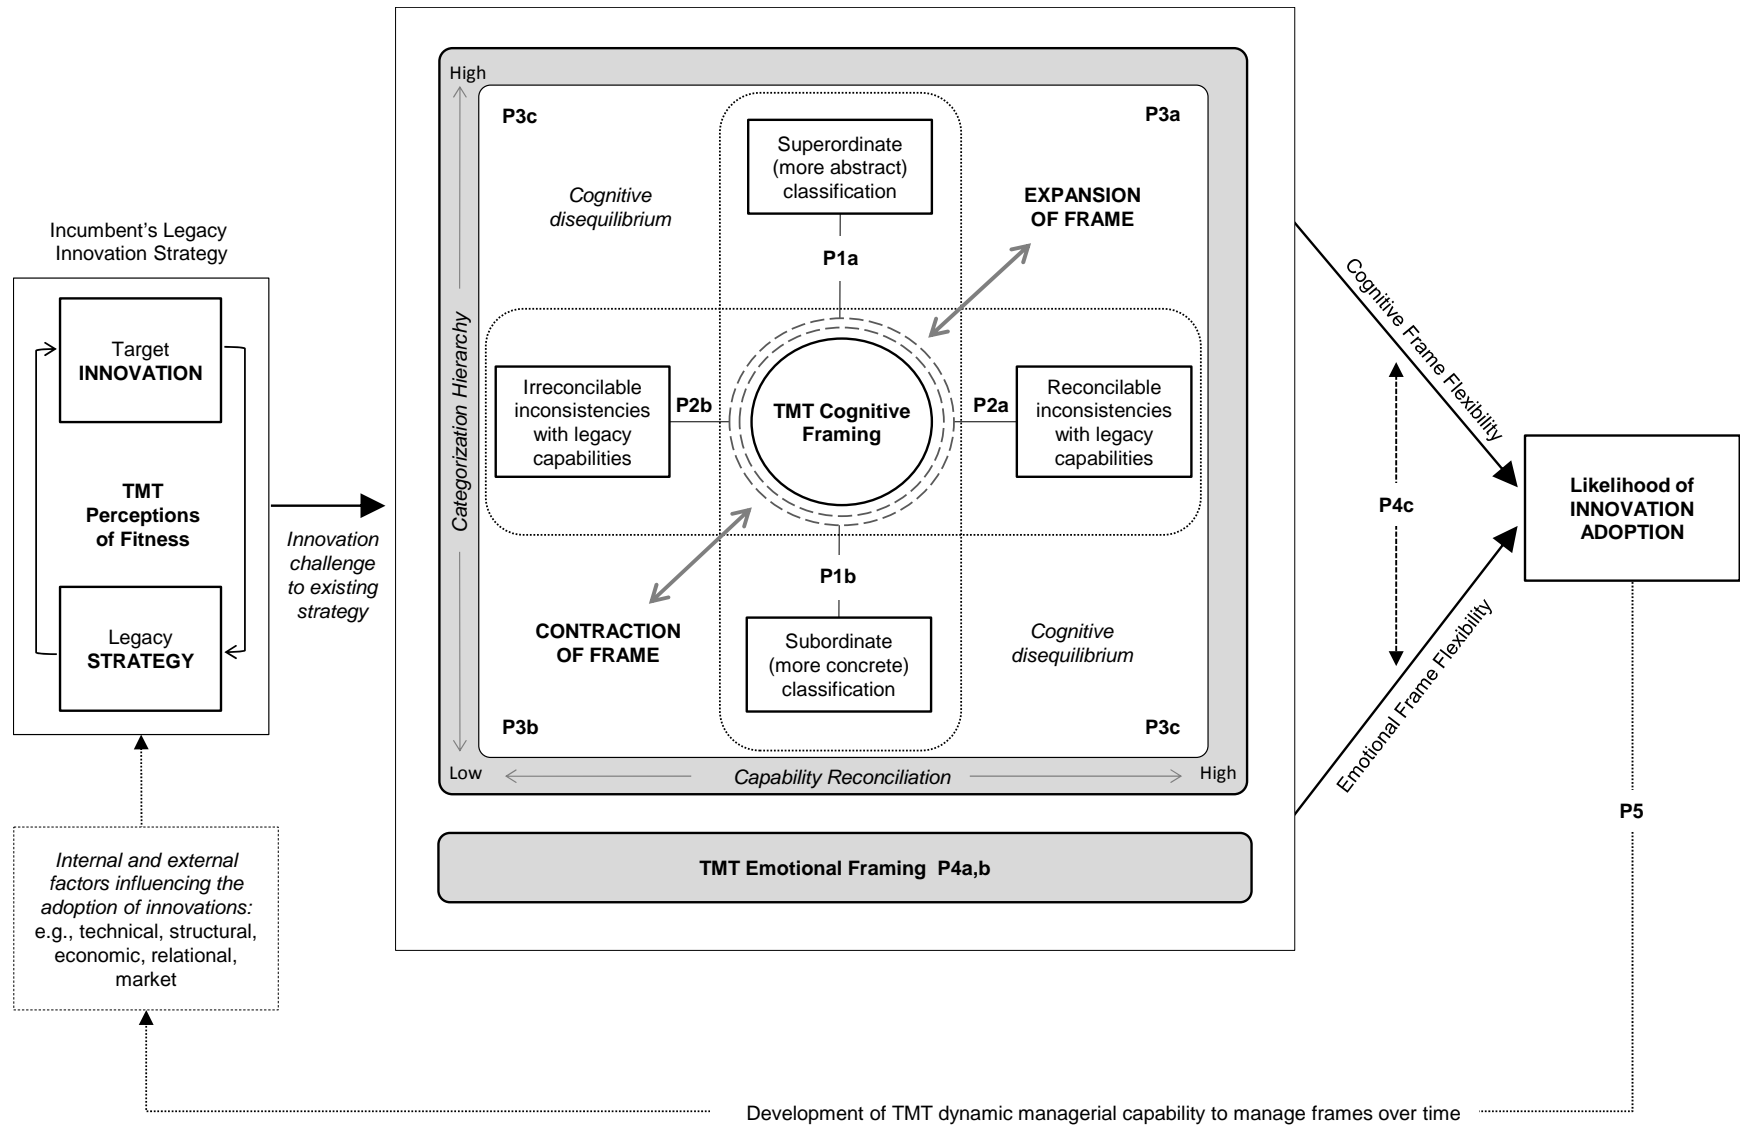 Incumbent's Legacy
Innovation Strategy
Target
INNOVATION
TMT
Perceptions
of Fitness
Legacy
STRATEGY
Innovation
challenge
to existing
strategy
Internal and external
factors influencing the
adoption of innovations:
e.g., technical, structural,
economic, relational,
market
High
Categorization Hierarchy
Low
Capability Reconciliation
High
P3c
Cognitive
disequilibrium
Superordinate
(more abstract)
classification
P1a
P3a
EXPANSION
OF FRAME
Irreconcilable
inconsistencies
with legacy
capabilities
P2b
TMT Cognitive
Framing
P2a
Reconcilable
inconsistencies
with legacy
capabilities
P1b
CONTRACTION
OF FRAME
P3b
Subordinate
(more concrete)
classification
Cognitive
disequilibrium
P3c
TMT Emotional Framing P4a,b
Cognitive Frame Flexibility
P4c
Emotional Frame Flexibility
Likelihood of
INNOVATION
ADOPTION
P5
Development of TMT dynamic managerial capability to manage frames over time